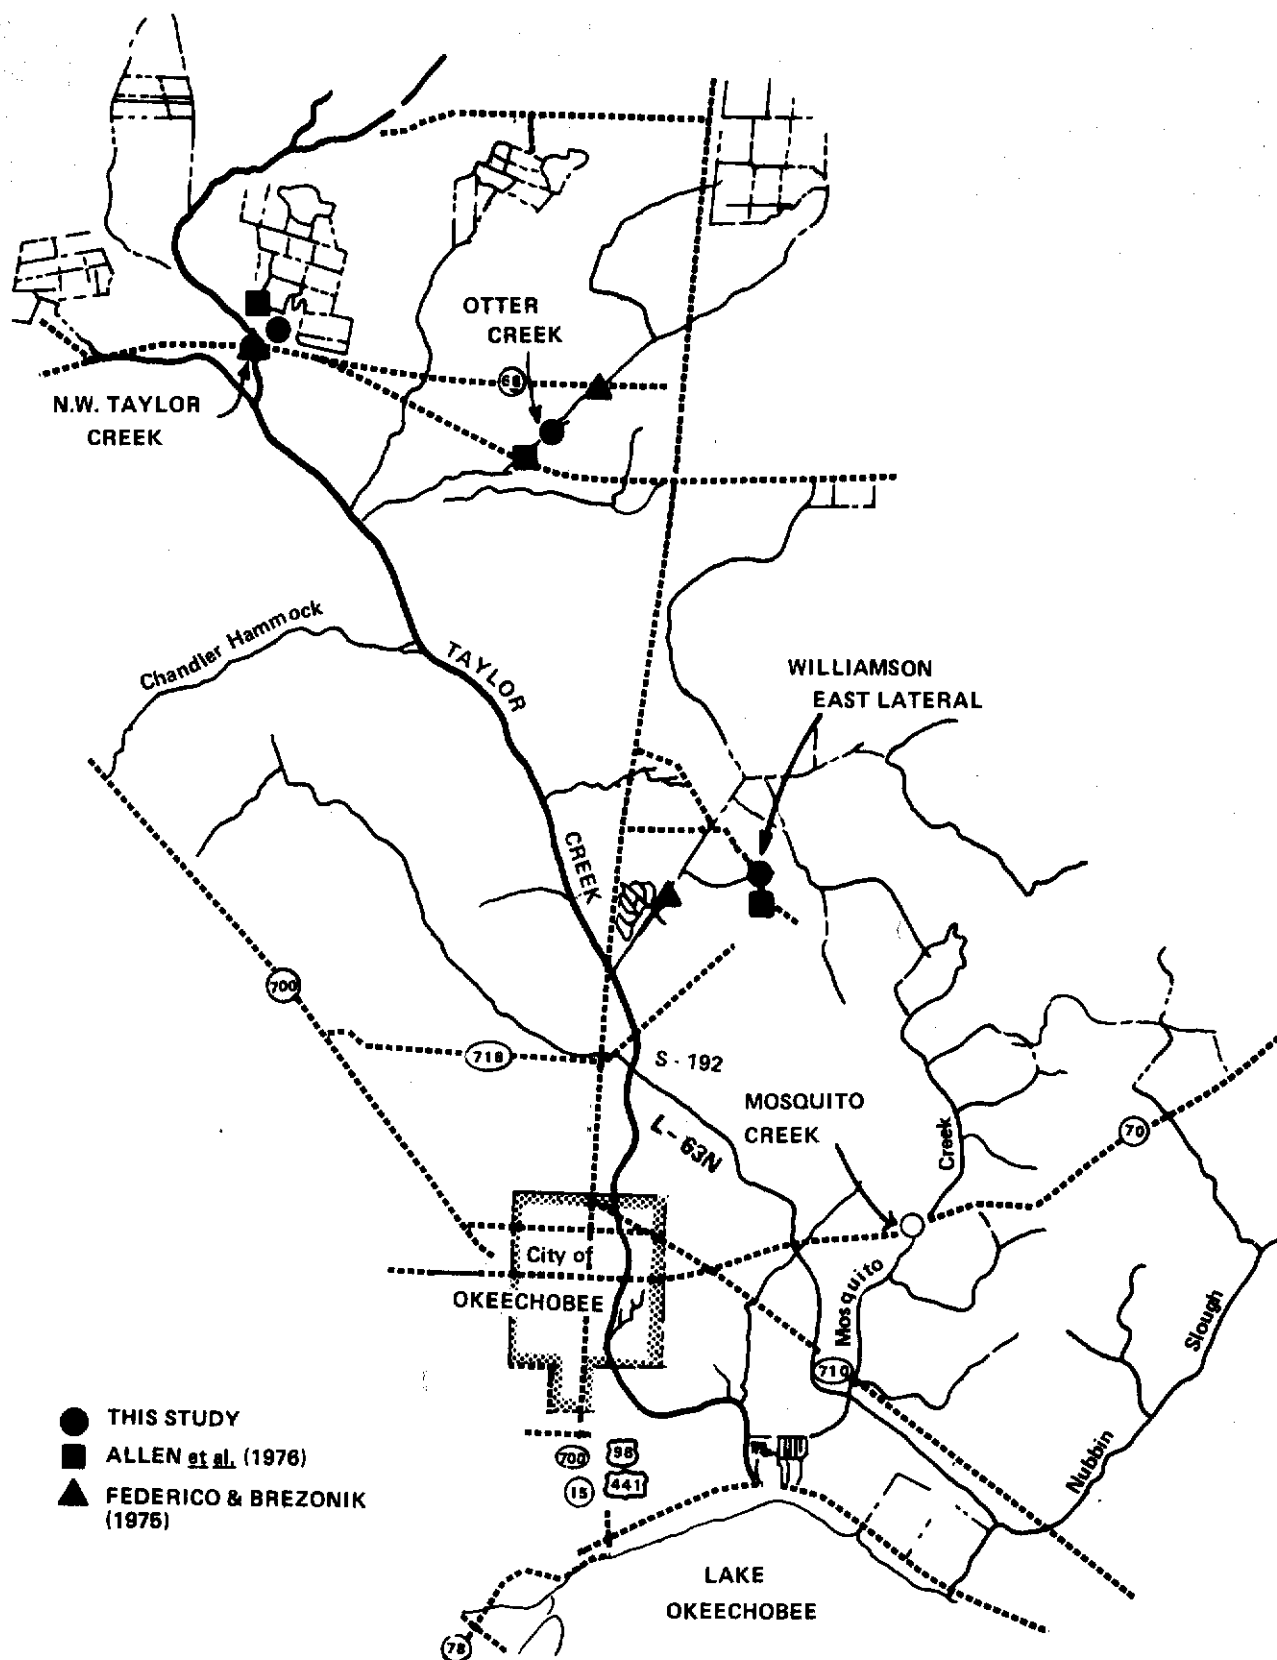 OTTER
CREEK
68
N.W. TAYLOR
CREEK
Chandler Hammock
TAYLOR
CREEK
WILLIAMSON
EAST LATERAL
700
718
S - 192
L - 63N
MOSQUITO
CREEK
Creek
70
City of
OKEECHOBEE
Mosquito
710
Slough
Nubbin
THIS STUDY
ALLEN et al. (1976)
FEDERICO & BREZONIK
(1975)
700 98
15 441
LAKE
OKEECHOBEE
78